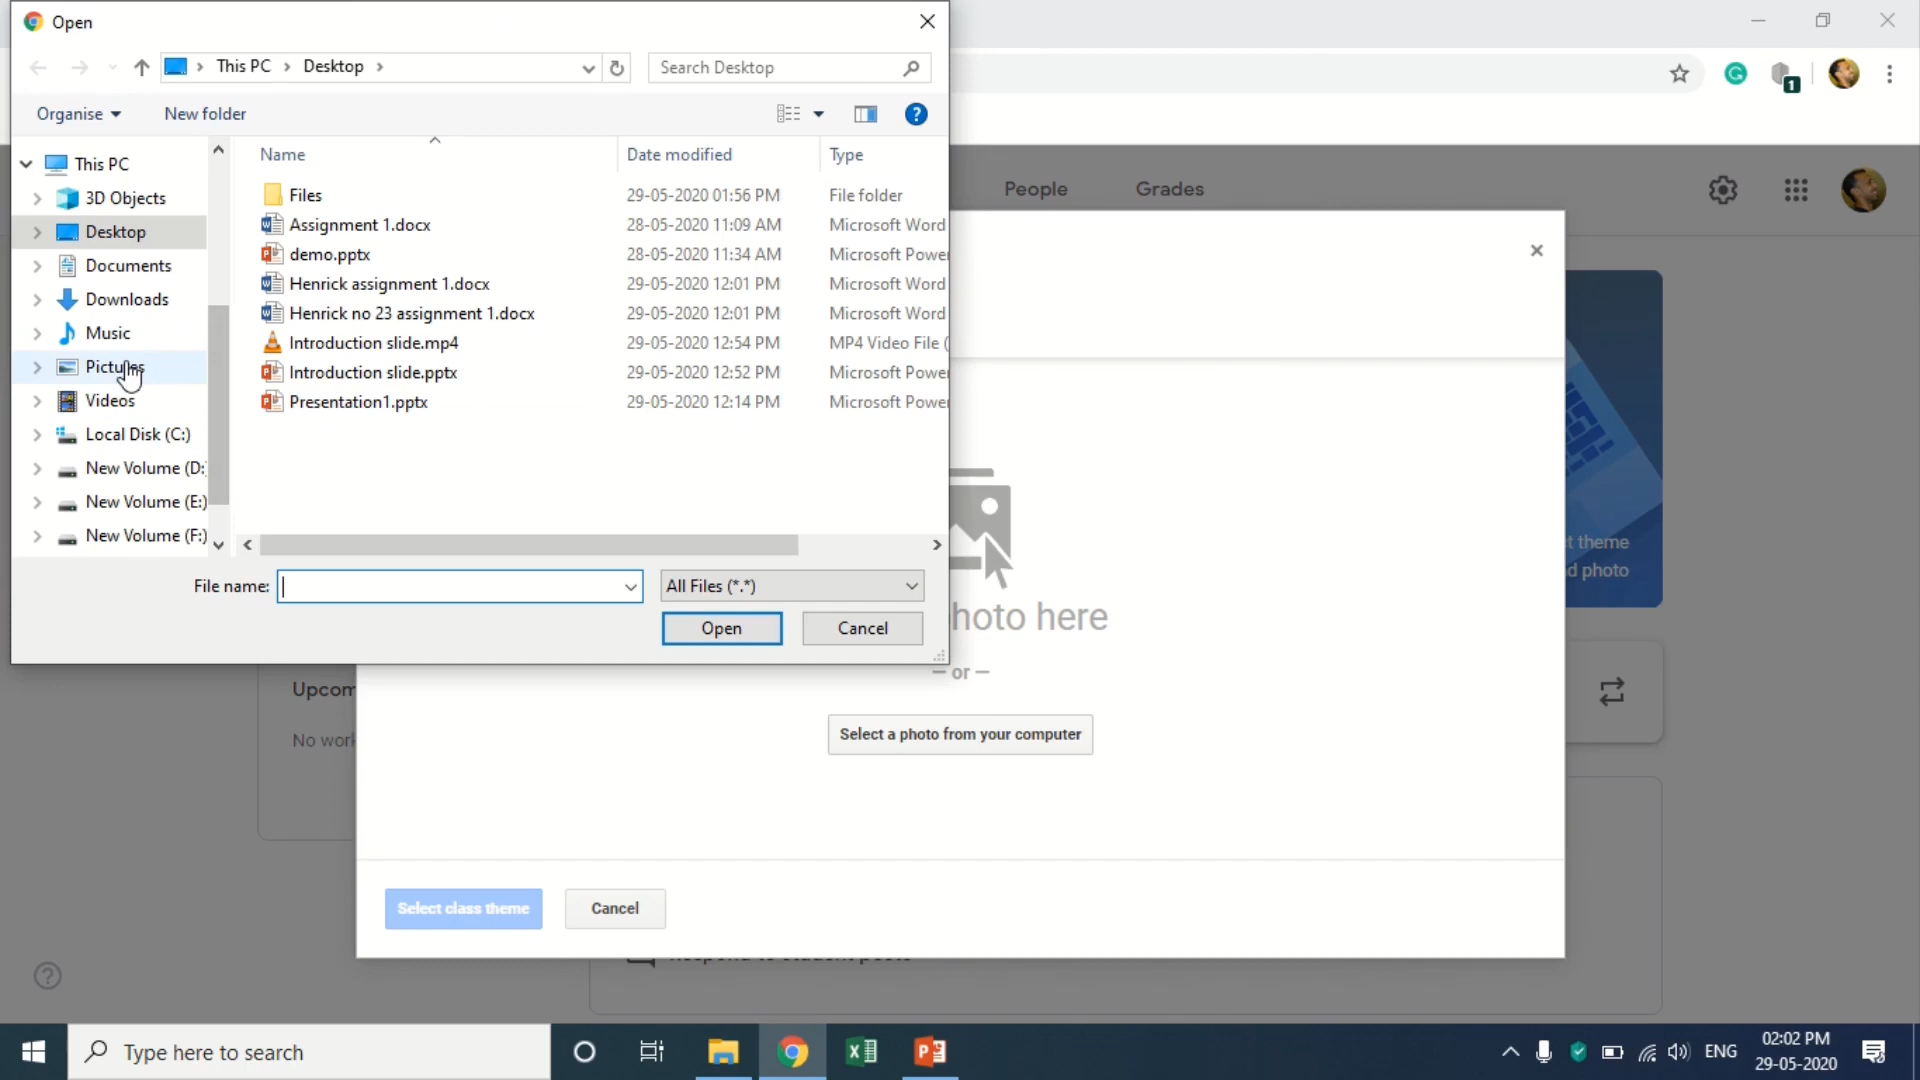 Open
This PC
Desktop
Search Desktop
Organise
New folder
Name
Date modified
Type
This PC
3D Objects
Desktop
Documents
Downloads
Music
Pictures
Videos
Local Disk (C:)
New Volume (D:
New Volume (E:)
New Volume (F:)
Files 29-05-2020 01:56 PM File folder
Assignment 1.docx 28-05-2020 11:09 AM Microsoft Word
demo.pptx 28-05-2020 11:34 AM Microsoft Power
Henrick assignment 1.docx 29-05-2020 12:01 PM Microsoft Word
Henrick no 23 assignment 1.docx 29-05-2020 12:01 PM Microsoft Word
Introduction slide.mp4 29-05-2020 12:54 PM MP4 Video File (
Introduction slide.pptx 29-05-2020 12:52 PM Microsoft Power
Presentation1.pptx 29-05-2020 12:14 PM Microsoft Power
File name:
All Files (*.*)
Open
Cancel
1
People
Grades
t theme
d photo
hoto here
– or –
Select a photo from your computer
Upcom
No work
Select class theme
Cancel
Type here to search
ENG
02:02 PM
29-05-2020